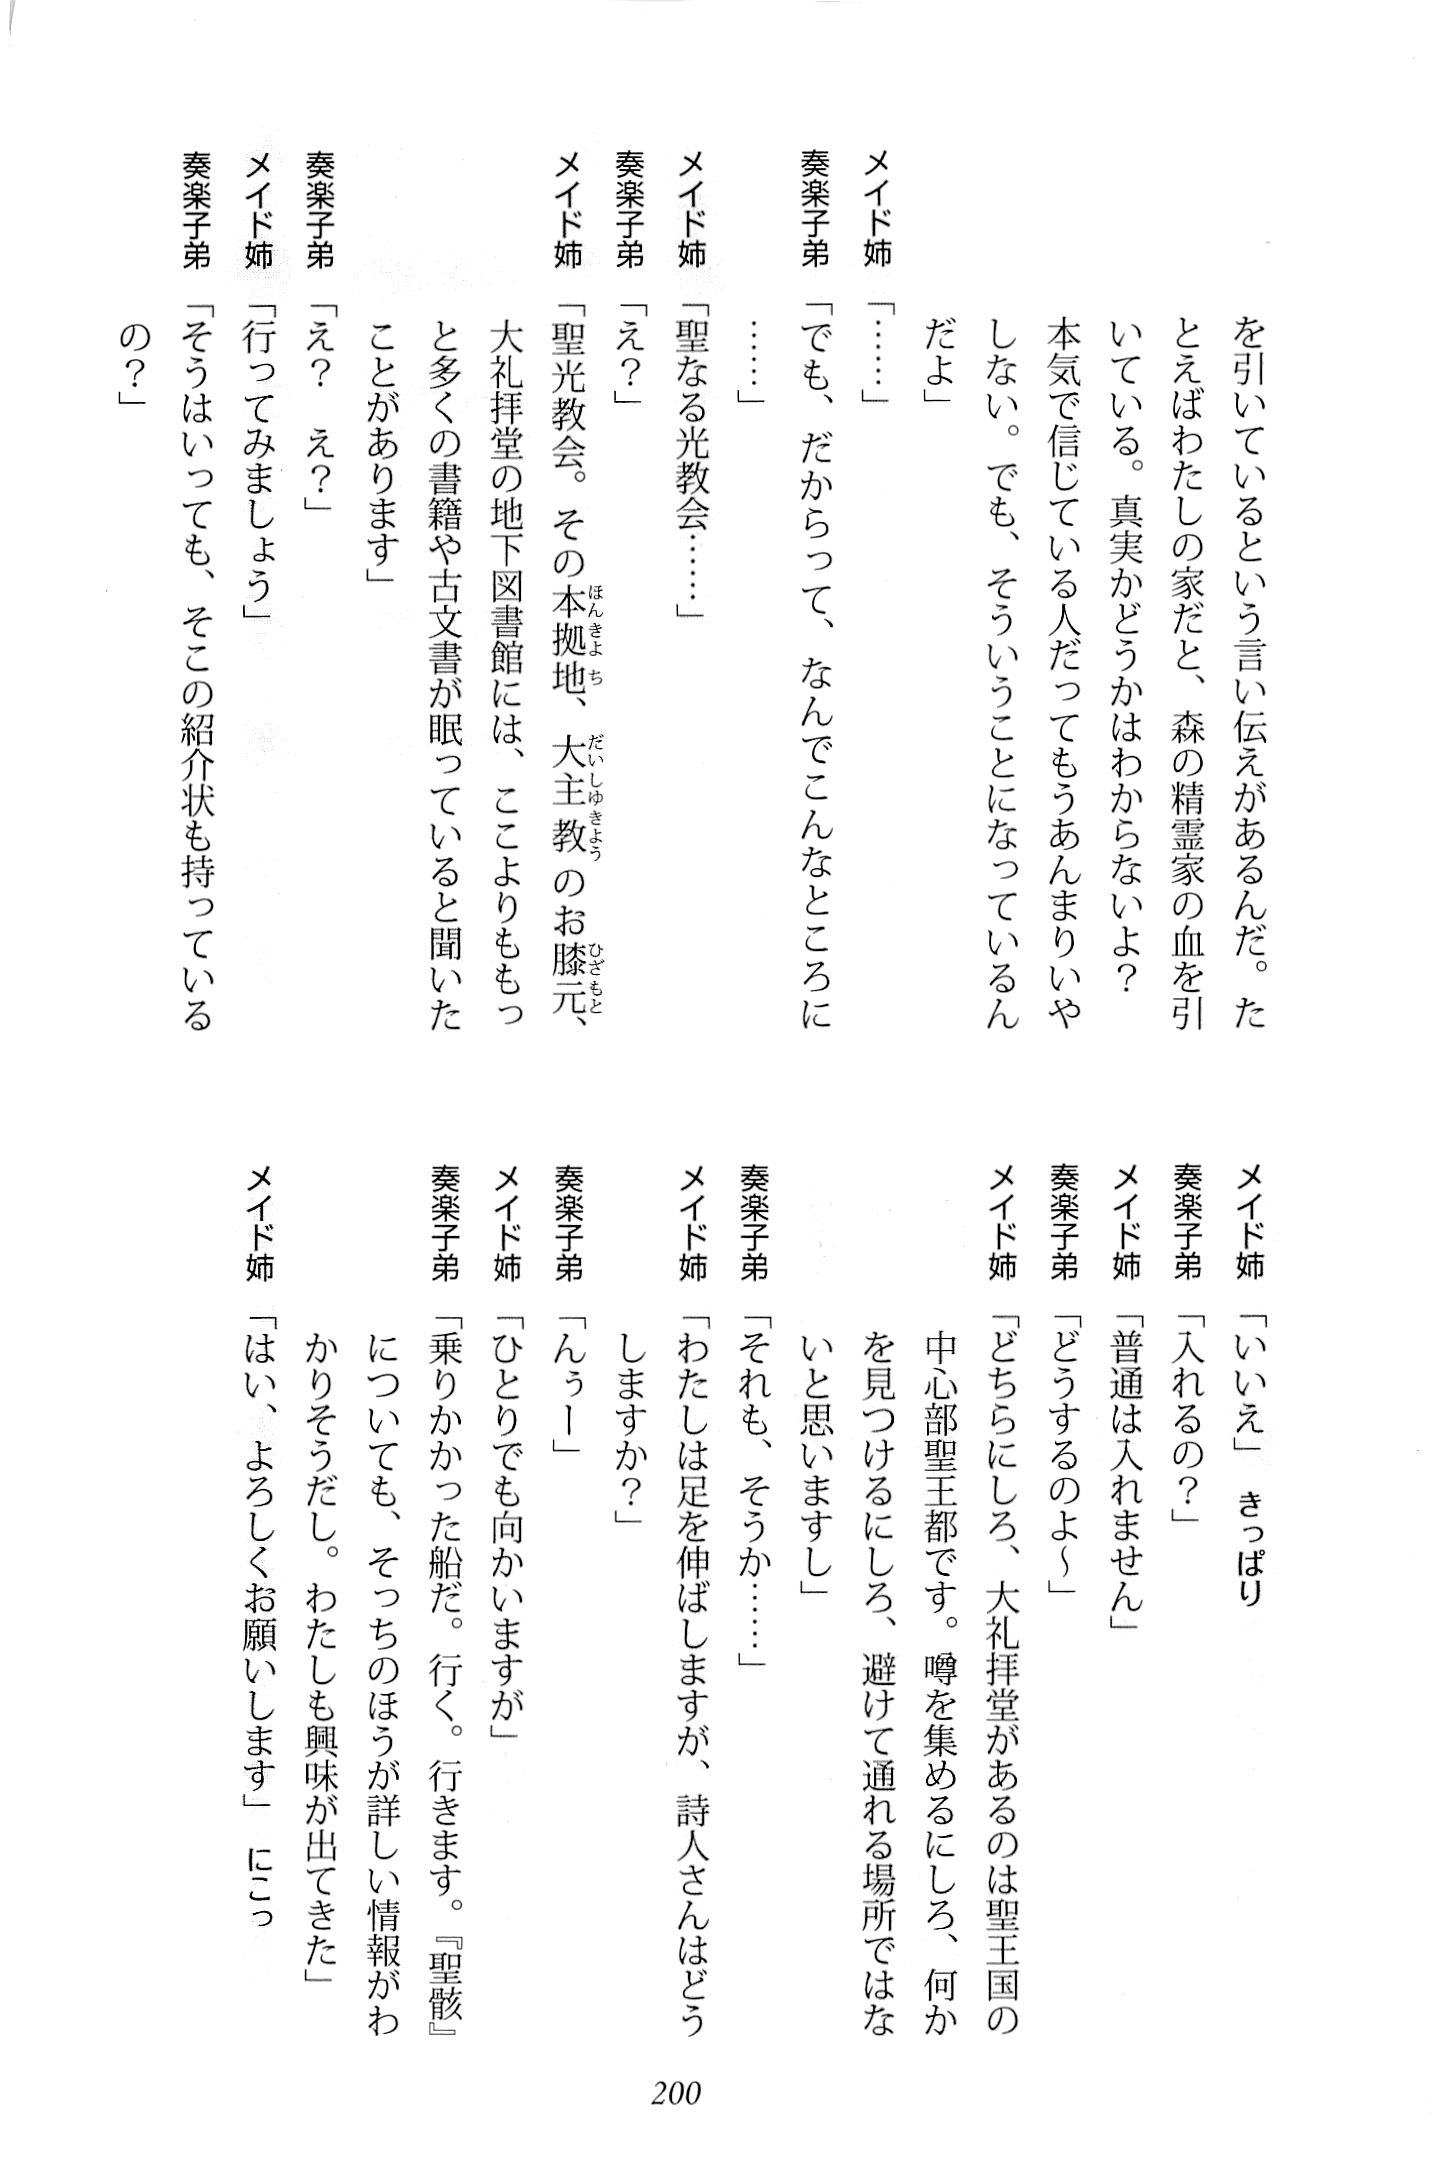 を引いているという言い伝えがあるんだ。た
とえばわたしの家だと、森の精霊家の血を引
いている。真実かどうかはわからないよ？
本気で信じている人だってもうあんまりいや
しない。でも、そういうことになっているん
だよ」
メイド姉「……」
奏楽子弟「でも、だからって、なんでこんなところに
……」
メイド姉「聖なる光教会……」
奏楽子弟「え？」
メイド姉「聖光教会。その本拠地、大主教のお膝元、
ほんきよち だいしゆきよう ひざもと
大礼拝堂の地下図書館には、ここよりももっ
と多くの書籍や古文書が眠っていると聞いた
ことがあります」
奏楽子弟「え？　え？」
メイド姉「行ってみましょう」
奏楽子弟「そうはいっても、そこの紹介状も持っている
の？」
メイド姉「いいえ」　きっぱり
奏楽子弟「入れるの？」
メイド姉「普通は入れません」
奏楽子弟「どうするのよ～」
メイド姉「どちらにしろ、大礼拝堂があるのは聖王国の
中心部聖王都です。噂を集めるにしろ、何か
を見つけるにしろ、避けて通れる場所ではな
いと思いますし」
奏楽子弟「それも、そうか……」
メイド姉「わたしは足を伸ばしますが、詩人さんはどう
しますか？」
奏楽子弟「んぅー」
メイド姉「ひとりでも向かいますが」
奏楽子弟「乗りかかった船だ。行く。行きます。『聖骸』
についても、そっちのほうが詳しい情報がわ
かりそうだし。わたしも興味が出てきた」
メイド姉「はい、よろしくお願いします」　にこっ
200